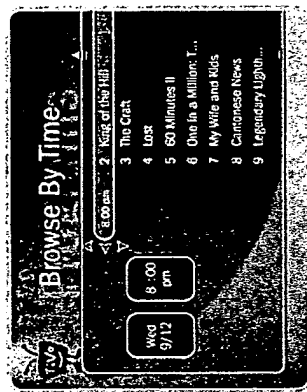 TiVo
Browse By Time
Wed
9/12
8:00
pm
8:00 pm 2 King of the Hill
3 The Craft
4 Lost
5 60 Minutes II
6 One in a Million: T...
7 My Wife and Kids
8 Cantonese News
9 Legendary Lighth...